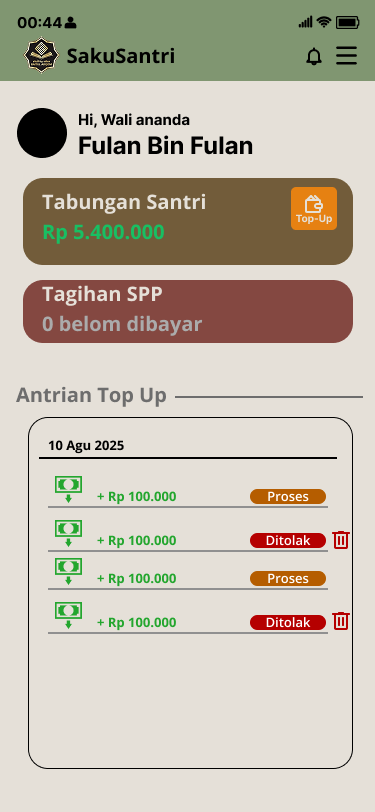 00:44
SakuSantri
Hi, Wali ananda
Fulan Bin Fulan
Tabungan Santri
Rp 5.400.000
Top-Up
Tagihan SPP
0 belom dibayar
Antrian Top Up
10 Agu 2025
+ Rp 100.000 Proses
+ Rp 100.000 Ditolak
+ Rp 100.000 Proses
+ Rp 100.000 Ditolak